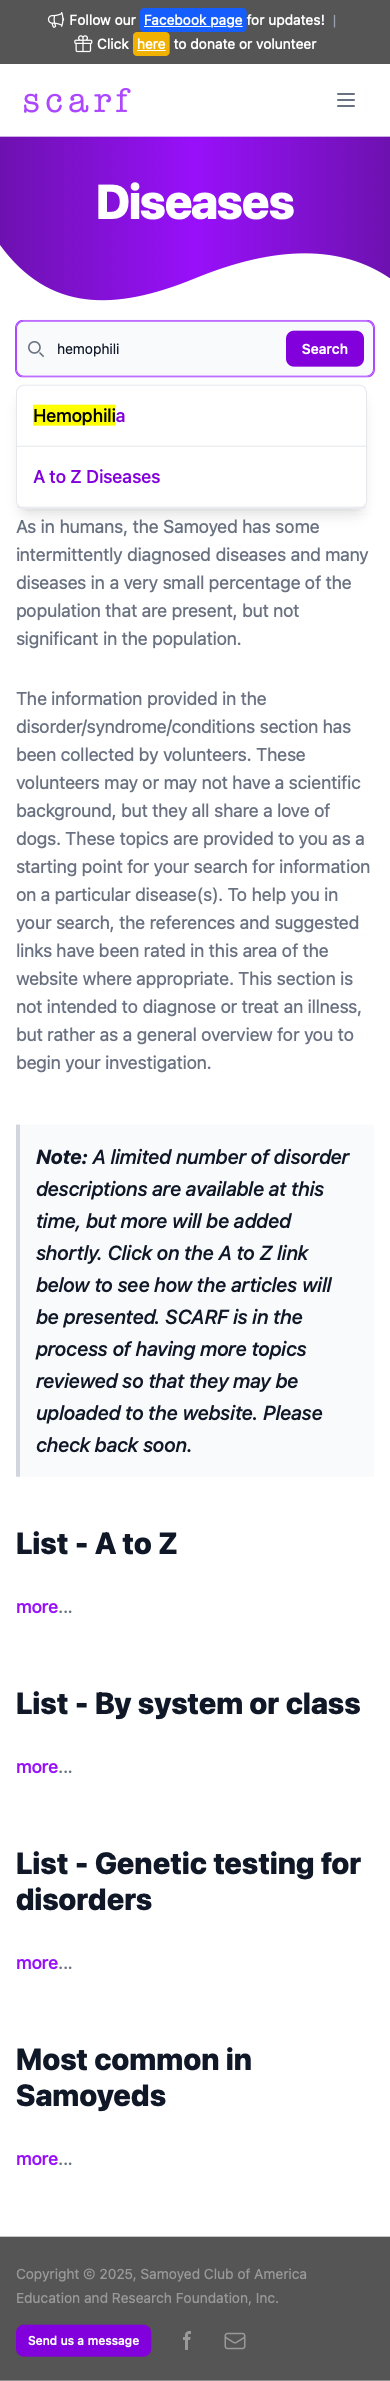 Follow our Facebook page for updates! |
Click here to donate or volunteer
scarf
Diseases
hemophili
Search
Hemophilia
A to Z Diseases
As in humans, the Samoyed has some
intermittently diagnosed diseases and many
diseases in a very small percentage of the
population that are present, but not
significant in the population.
The information provided in the
disorder/syndrome/conditions section has
been collected by volunteers. These
volunteers may or may not have a scientific
background, but they all share a love of
dogs. These topics are provided to you as a
starting point for your search for information
on a particular disease(s). To help you in
your search, the references and suggested
links have been rated in this area of the
website where appropriate. This section is
not intended to diagnose or treat an illness,
but rather as a general overview for you to
begin your investigation.
Note: A limited number of disorder
descriptions are available at this
time, but more will be added
shortly. Click on the A to Z link
below to see how the articles will
be presented. SCARF is in the
process of having more topics
reviewed so that they may be
uploaded to the website. Please
check back soon.
List - A to Z
more...
List - By system or class
more...
List - Genetic testing for
disorders
more...
Most common in
Samoyeds
more...
Copyright © 2025, Samoyed Club of America
Education and Research Foundation, Inc.
Send us a message